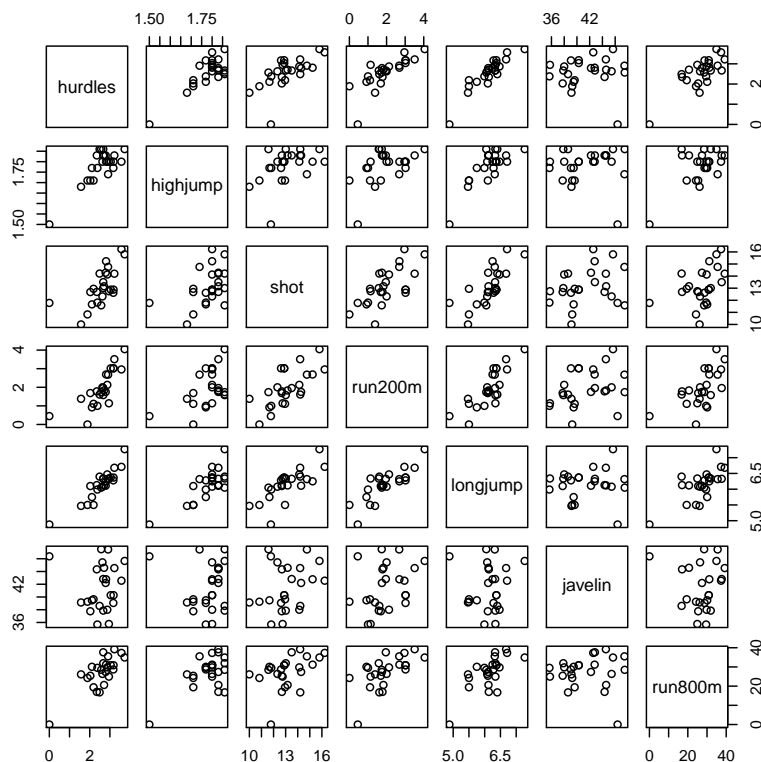 1.50 1.75 0 2 4 36 42
hurdles 0 2
1.50 1.75 highjump
shot 10 13 16
0 2 4 run200m
longjump 5.0 6.5
36 42 javelin
run800m 0 20 40
0 2 10 13 16 5.0 6.5 0 20 40